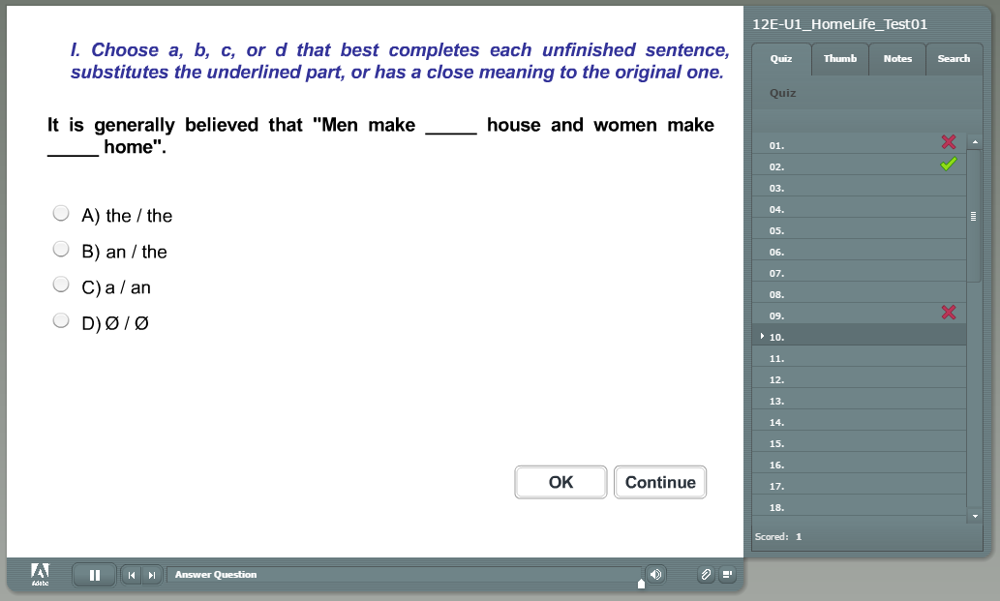 I. Choose a, b, c, or d that best completes each unfinished sentence,
substitutes the underlined part, or has a close meaning to the original one.
It is generally believed that "Men make _____ house and women make
_____ home".
A) the / the
B) an / the
C) a / an
D) Ø / Ø
OK
Continue
Adobe
Answer Question
12E-U1_HomeLife_Test01
Quiz
Thumb
Notes
Search
Quiz
01.
02.
03.
04.
05.
06.
07.
08.
09.
10.
11.
12.
13.
14.
15.
16.
17.
18.
Scored: 1